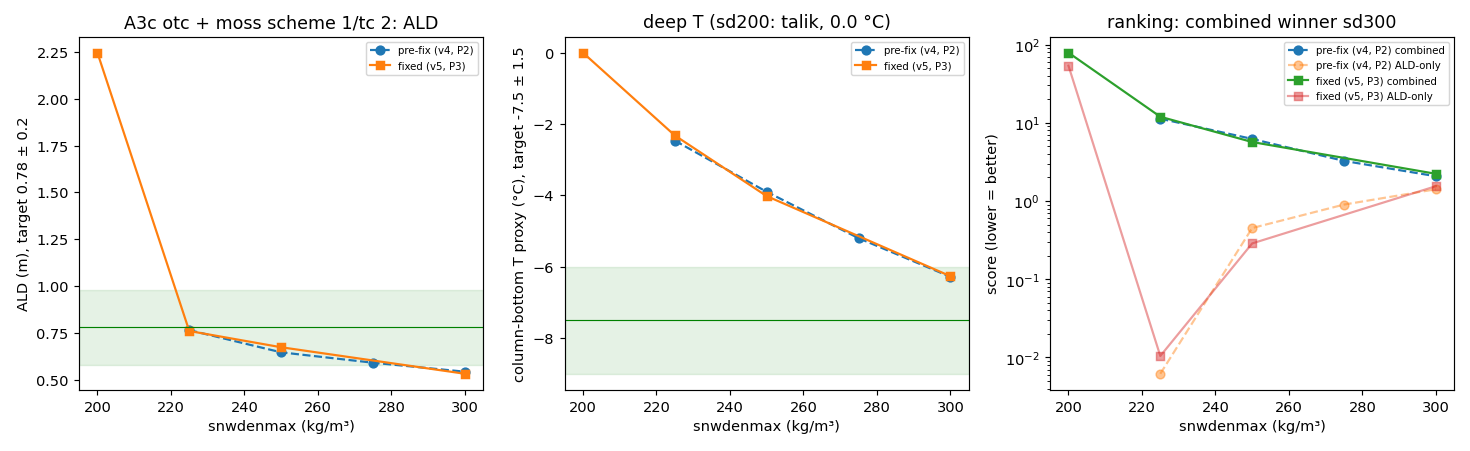 A3c otc + moss scheme 1/tc 2: ALD
ALD (m), target 0.78 ± 0.2
2.25
2.00
1.75
1.50
1.25
1.00
0.75
0.50
200
220
240
260
280
300
snwdenmax (kg/m³)
pre-fix (v4, P2)
fixed (v5, P3)
deep T (sd200: talik, 0.0 °C)
column-bottom T proxy (°C), target -7.5 ± 1.5
0
−2
−4
−6
−8
200
220
240
260
280
300
snwdenmax (kg/m³)
pre-fix (v4, P2)
fixed (v5, P3)
ranking: combined winner sd300
score (lower = better)
10²
10¹
10⁰
10⁻¹
10⁻²
200
220
240
260
280
300
snwdenmax (kg/m³)
pre-fix (v4, P2) combined
pre-fix (v4, P2) ALD-only
fixed (v5, P3) combined
fixed (v5, P3) ALD-only